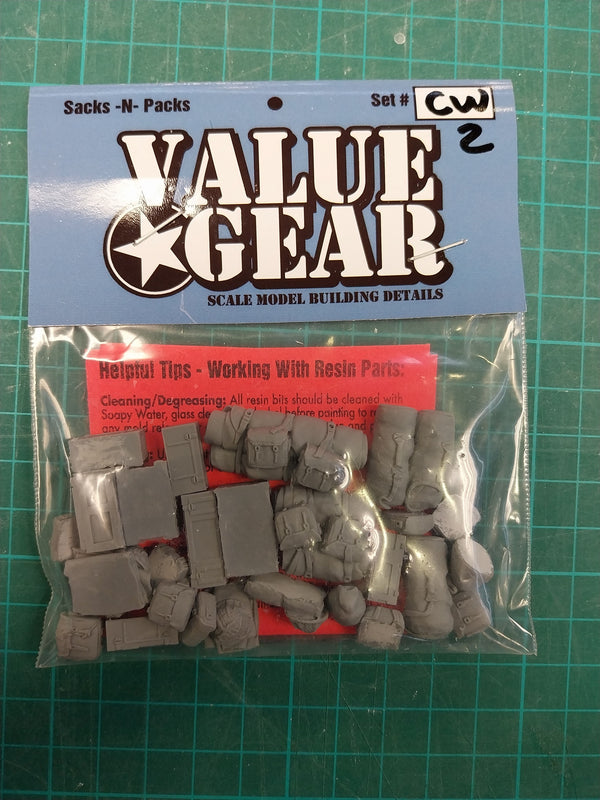 Sacks -N- Packs
Set # CW
2
VALUE
GEAR
SCALE MODEL BUILDING DETAILS
Helpful Tips - Working With Resin Parts:
Cleaning/Degreasing: All resin bits should be cleaned with
Soapy Water, glass before painting to
any mold